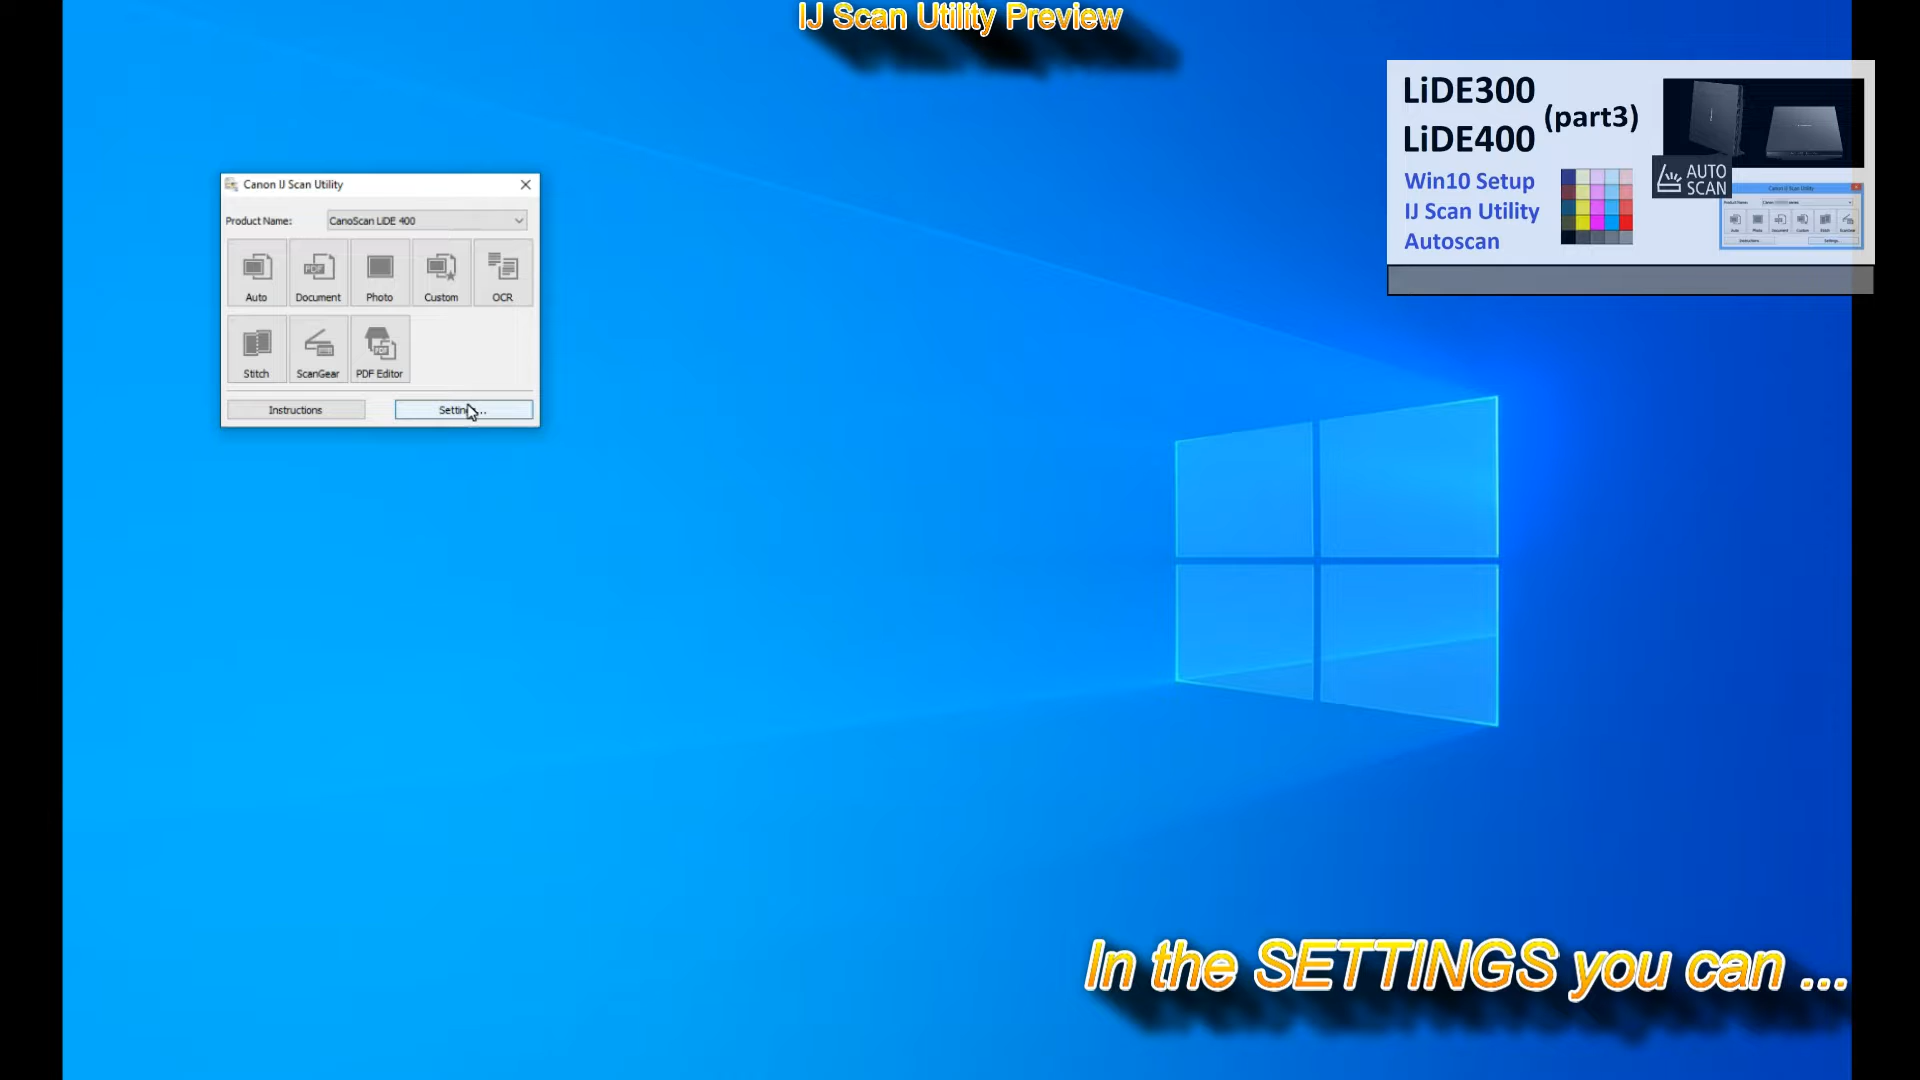 IJ Scan Utility Preview
LiDE300
LiDE400
(part3)
Win10 Setup
IJ Scan Utility
Autoscan
AUTO
SCAN
Canon IJ Scan Utility
Product Name:
CanoScan LiDE 400
Auto
Document
Photo
Custom
OCR
Stitch
ScanGear
PDF Editor
Instructions
In the SETTINGS you can ...